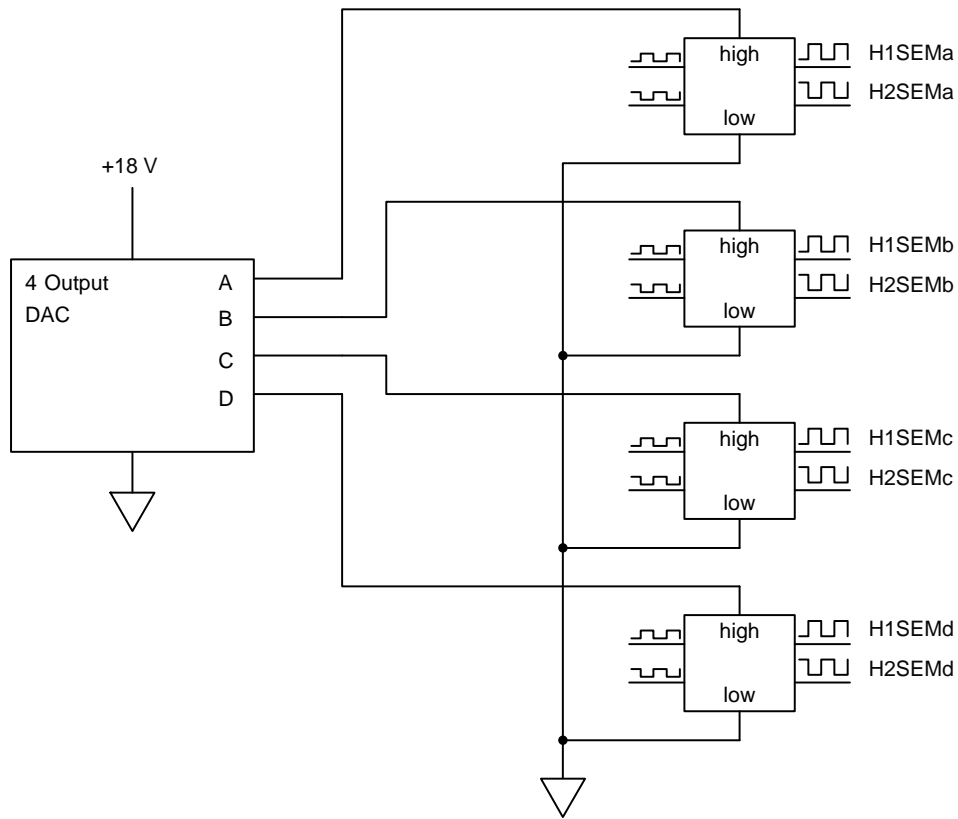 high
H1SEMa
H2SEMa
low
+18 V
4 Output
DAC
A
B
C
D
high
H1SEMb
H2SEMb
low
high
H1SEMc
H2SEMc
low
high
H1SEMd
H2SEMd
low